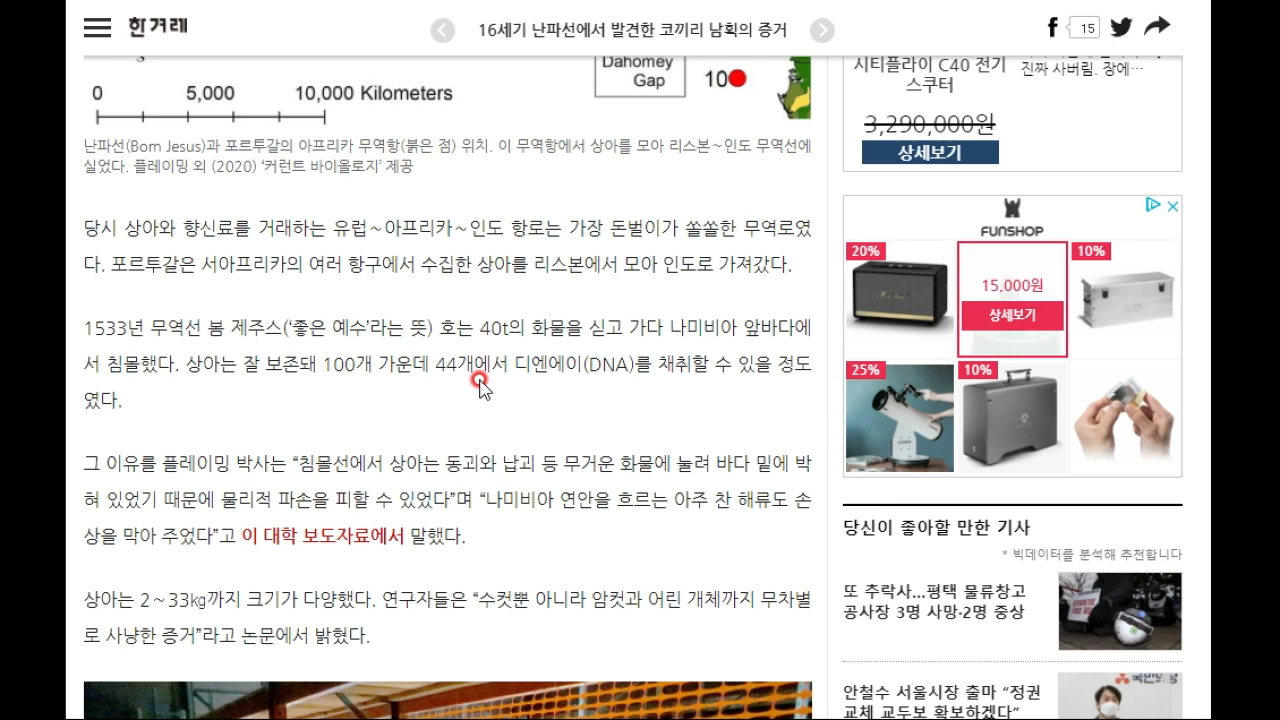 한겨레
16세기 난파선에서 발견한 코끼리 남획의 증거
15
Dahomey
Gap
10
0 5,000 10,000 Kilometers
난파선(Bom Jesus)과 포르투갈의 아프리카 무역항(붉은 점) 위치. 이 무역항에서 상아를 모아 리스본~인도 무역선에
실었다. 플레이밍 외 (2020) ‘커런트 바이올로지’ 제공
당시 상아와 향신료를 거래하는 유럽~아프리카~인도 항로는 가장 돈벌이가 쏠쏠한 무역로였
다. 포르투갈은 서아프리카의 여러 항구에서 수집한 상아를 리스본에서 모아 인도로 가져갔다.
1533년 무역선 봄 제주스(‘좋은 예수’라는 뜻) 호는 40t의 화물을 싣고 가다 나미비아 앞바다에
서 침몰했다. 상아는 잘 보존돼 100개 가운데 44개에서 디엔에이(DNA)를 채취할 수 있을 정도
였다.
그 이유를 플레이밍 박사는 “침몰선에서 상아는 동괴와 납괴 등 무거운 화물에 눌려 바다 밑에 박
혀 있었기 때문에 물리적 파손을 피할 수 있었다”며 “나미비아 연안을 흐르는 아주 찬 해류도 손
상을 막아 주었다”고 이 대학 보도자료에서 말했다.
상아는 2~33㎏까지 크기가 다양했다. 연구자들은 “수컷뿐 아니라 암컷과 어린 개체까지 무차별
로 사냥한 증거”라고 논문에서 밝혔다.
시티플라이 C40 전기
스쿠터
진짜 사버림. 장에…
3,290,000원
상세보기
FUNSHOP
20%
15,000원
상세보기
10%
25%
10%
당신이 좋아할 만한 기사
* 빅데이터를 분석해 추천합니다
또 추락사...평택 물류창고
공사장 3명 사망·2명 중상
안철수 서울시장 출마 “정권
교체 교두보 확보하겠다”